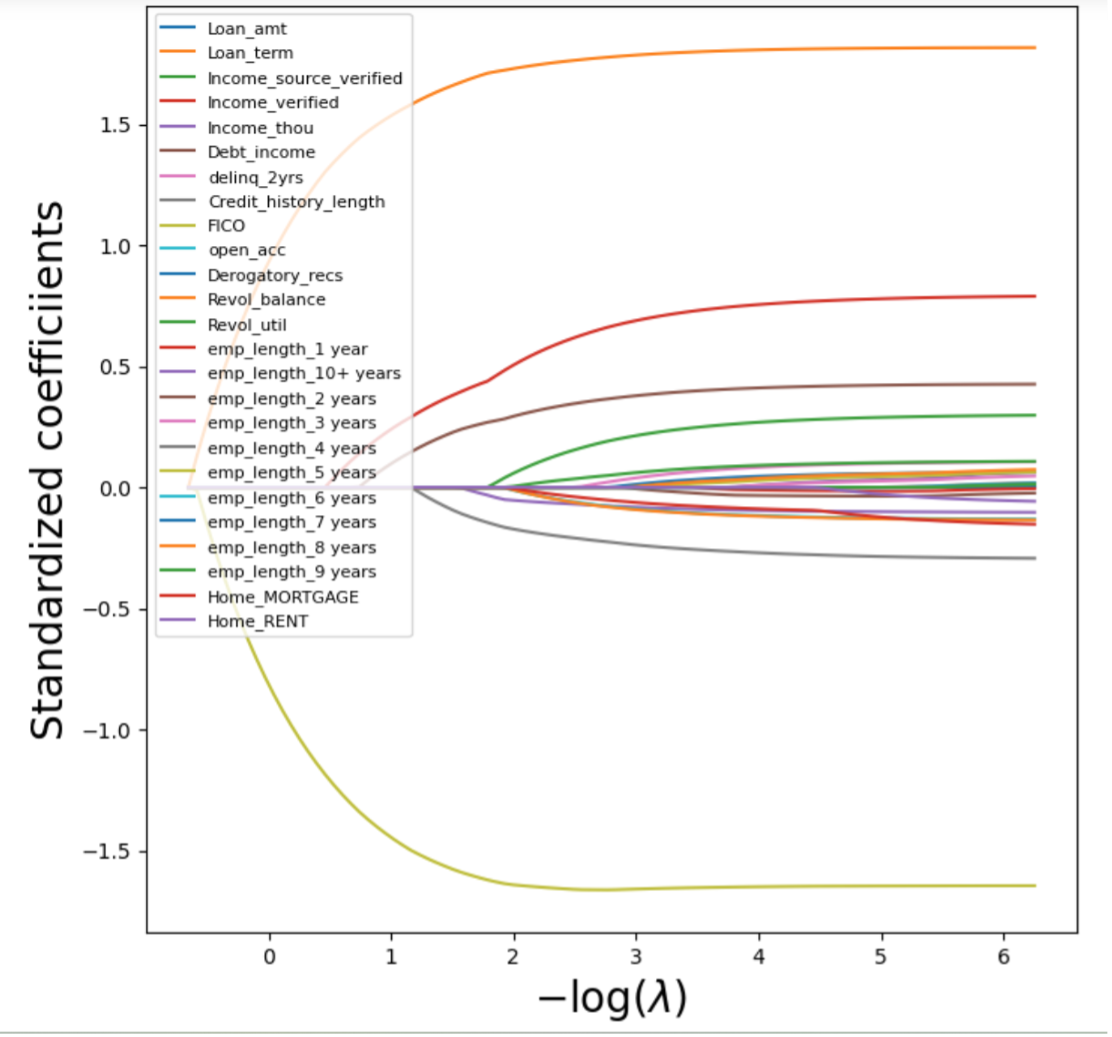 Loan_amt
Loan_term
Income_source_verified
Income_verified
Income_thou
Debt_income
delinq_2yrs
Credit_history_length
FICO
open_acc
Derogatory_recs
Revol_balance
Revol_util
emp_length_1 year
emp_length_10+ years
emp_length_2 years
emp_length_3 years
emp_length_4 years
emp_length_5 years
emp_length_6 years
emp_length_7 years
emp_length_8 years
emp_length_9 years
Home_MORTGAGE
Home_RENT
1.5
1.0
0.5
0.0
−0.5
−1.0
−1.5
Standardized coefficiients
0 1 2 3 4 5 6
−log(λ)